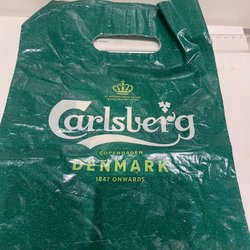 Carlsberg
COPENHAGEN
DENMARK
1847 ONWARDS